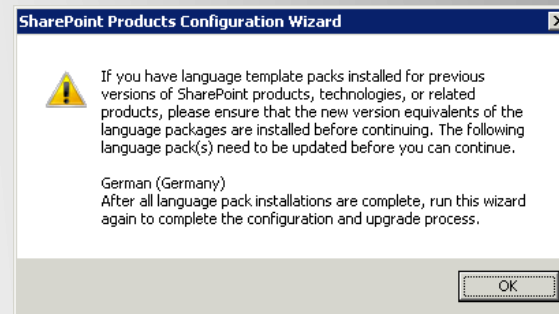 SharePoint Products Configuration Wizard
If you have language template packs installed for previous
versions of SharePoint products, technologies, or related
products, please ensure that the new version equivalents of the
language packages are installed before continuing. The following
language pack(s) need to be updated before you can continue.
German (Germany)
After all language pack installations are complete, run this wizard
again to complete the configuration and upgrade process.
OK